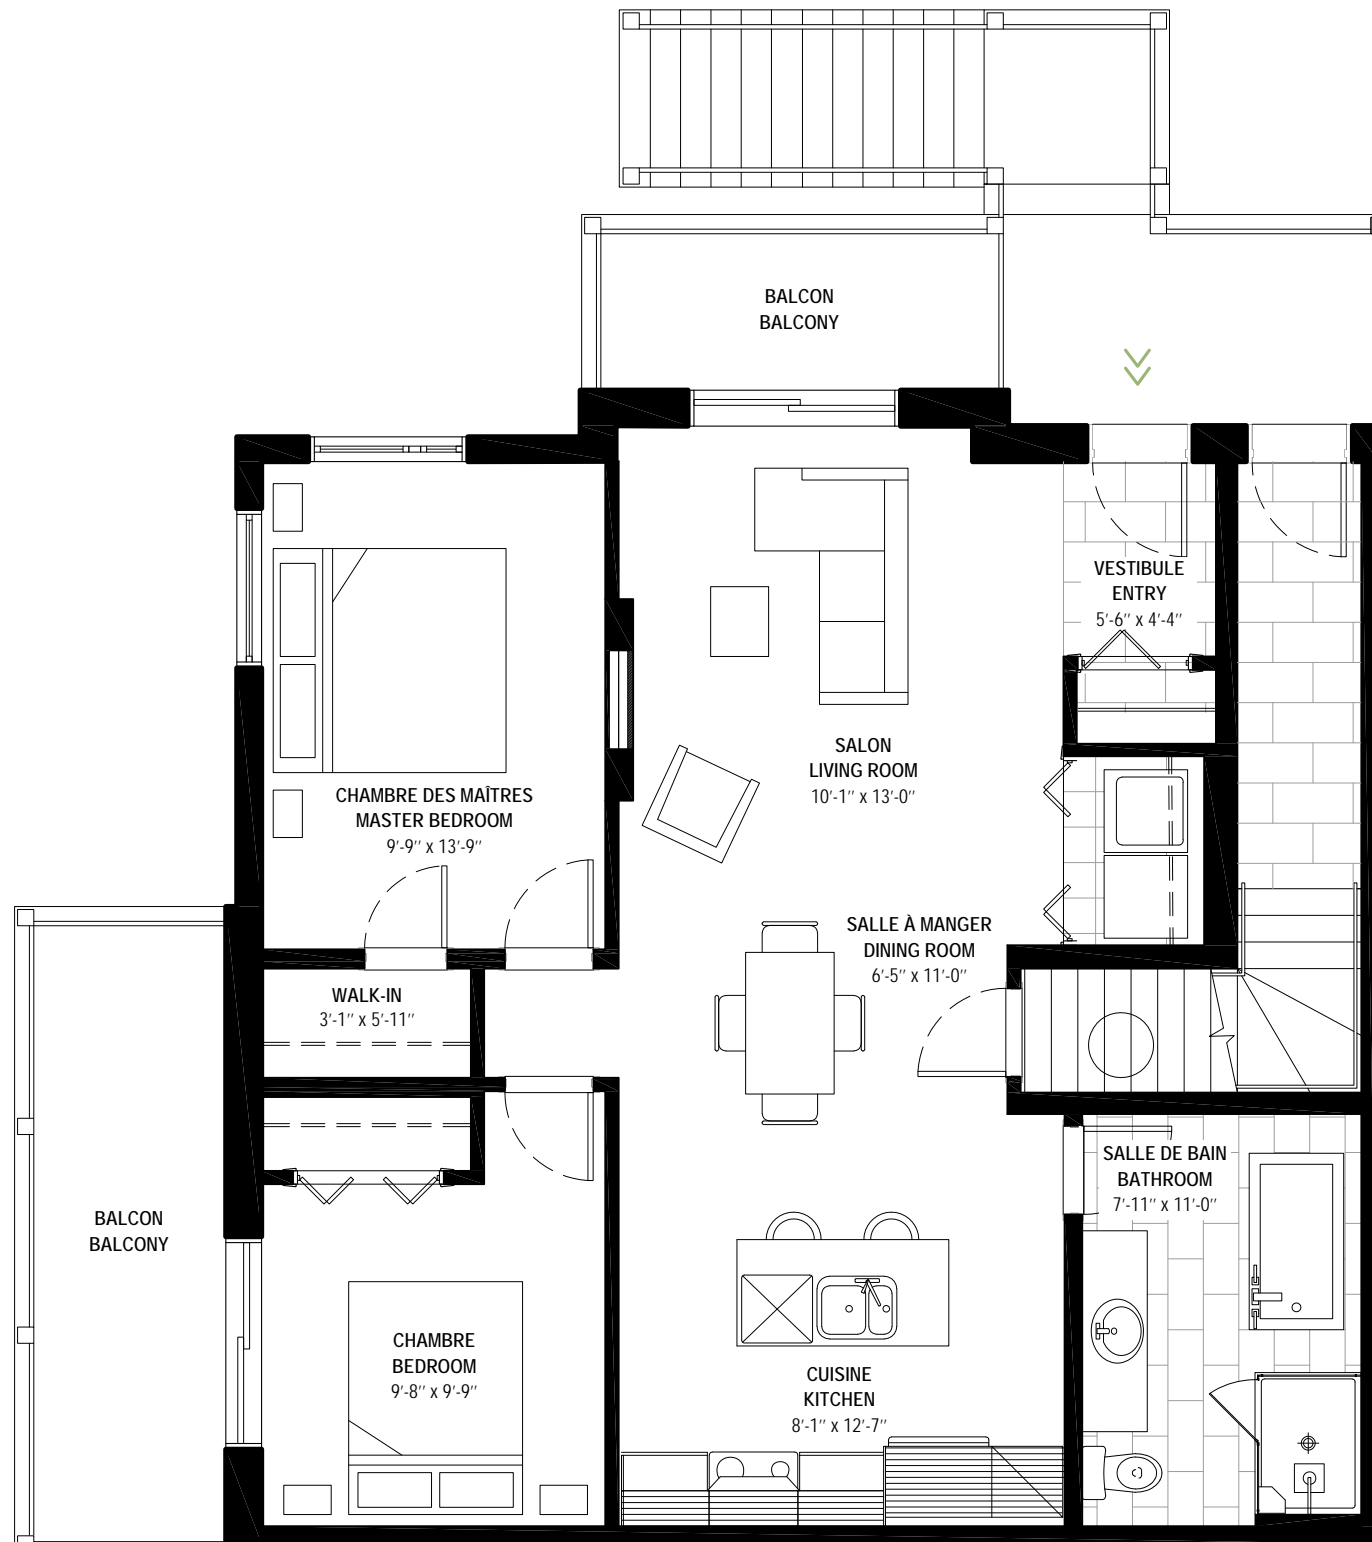 BALCON
BALCONY
VESTIBULE
ENTRY
5'-6'' x 4'-4''
SALON
LIVING ROOM
10'-1'' x 13'-0''
CHAMBRE DES MAÎTRES
MASTER BEDROOM
9'-9'' x 13'-9''
SALLE À MANGER
DINING ROOM
6'-5'' x 11'-0''
WALK-IN
3'-1'' x 5'-11''
SALLE DE BAIN
BATHROOM
7'-11'' x 11'-0''
BALCON
BALCONY
CHAMBRE
BEDROOM
9'-8'' x 9'-9''
CUISINE
KITCHEN
8'-1'' x 12'-7''